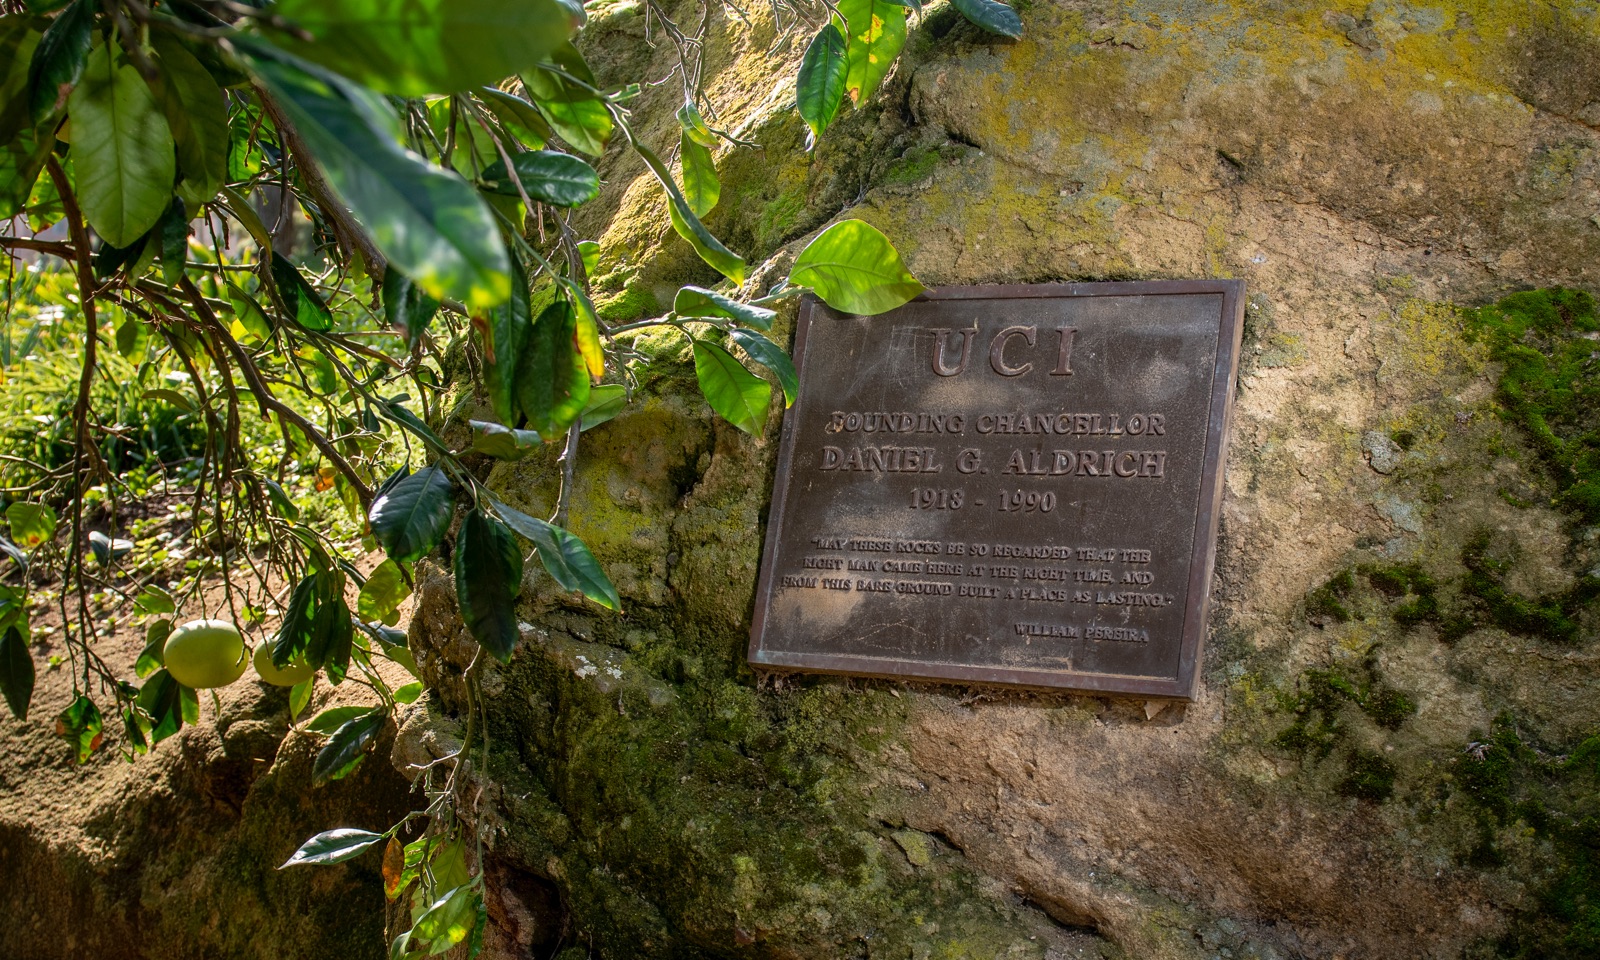 UCI
FOUNDING CHANCELLOR
DANIEL G. ALDRICH
1918 - 1990
"MAY THESE ROCKS BE SO REGARDED THAT THE
RIGHT MAN CAME HERE AT THE RIGHT TIME, AND
FROM THIS BARE GROUND BUILT A PLACE AS LASTING."
WILLIAM PEREIRA